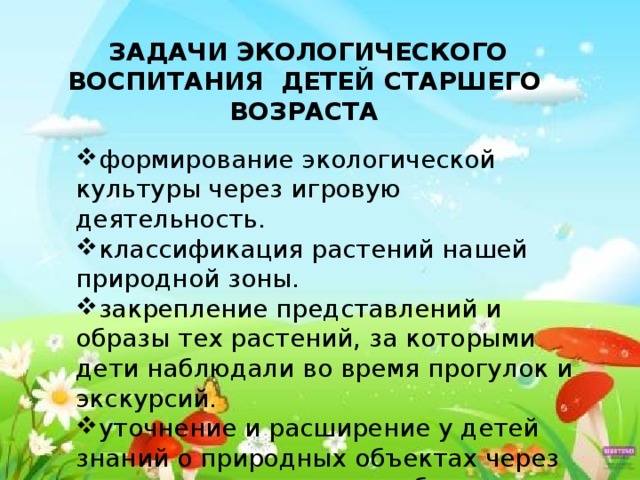 ЗАДАЧИ ЭКОЛОГИЧЕСКОГО
ВОСПИТАНИЯ ДЕТЕЙ СТАРШЕГО
ВОЗРАСТА
❖формирование экологической
культуры через игровую
деятельность.
❖классификация растений нашей
природной зоны.
❖закрепление представлений и
образы тех растений, за которыми
дети наблюдали во время прогулок и
экскурсий.
❖уточнение и расширение у детей
знаний о природных объектах через